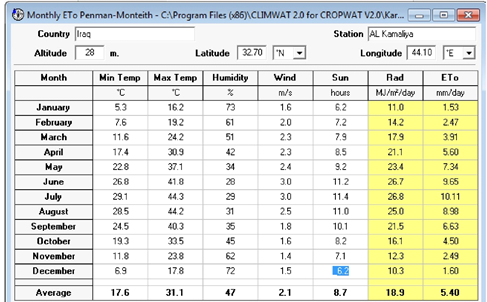 Monthly ETo Penman-Monteith - C:\Program Files (x86)\CLIMWAT 2.0 for CROPWAT V2.0\Kar...
Country Iraq Station AL Kamaliya
Altitude 28 m. Latitude 32.70 °N Longitude 44.10 °E
Month Min Temp Max Temp Humidity Wind Sun Rad ETo
°C °C % m/s hours MJ/m²/day mm/day
January 5.3 16.2 73 1.6 6.2 11.0 1.53
February 7.6 19.2 61 2.0 7.2 14.2 2.47
March 11.6 24.2 51 2.3 7.9 17.9 3.91
April 17.4 30.9 42 2.3 8.5 21.1 5.60
May 22.8 37.1 34 2.4 9.2 23.4 7.34
June 26.8 41.8 28 3.0 11.2 26.7 9.65
July 29.1 44.3 29 3.0 11.4 26.8 10.11
August 28.5 44.2 31 2.5 11.0 25.0 8.98
September 24.5 40.3 35 1.8 10.1 21.5 6.63
October 19.3 33.5 45 1.6 8.2 16.1 4.50
November 11.8 23.8 62 1.4 7.1 12.3 2.49
December 6.9 17.8 72 1.5 6.2 10.3 1.60
Average 17.6 31.1 47 2.1 8.7 18.9 5.40